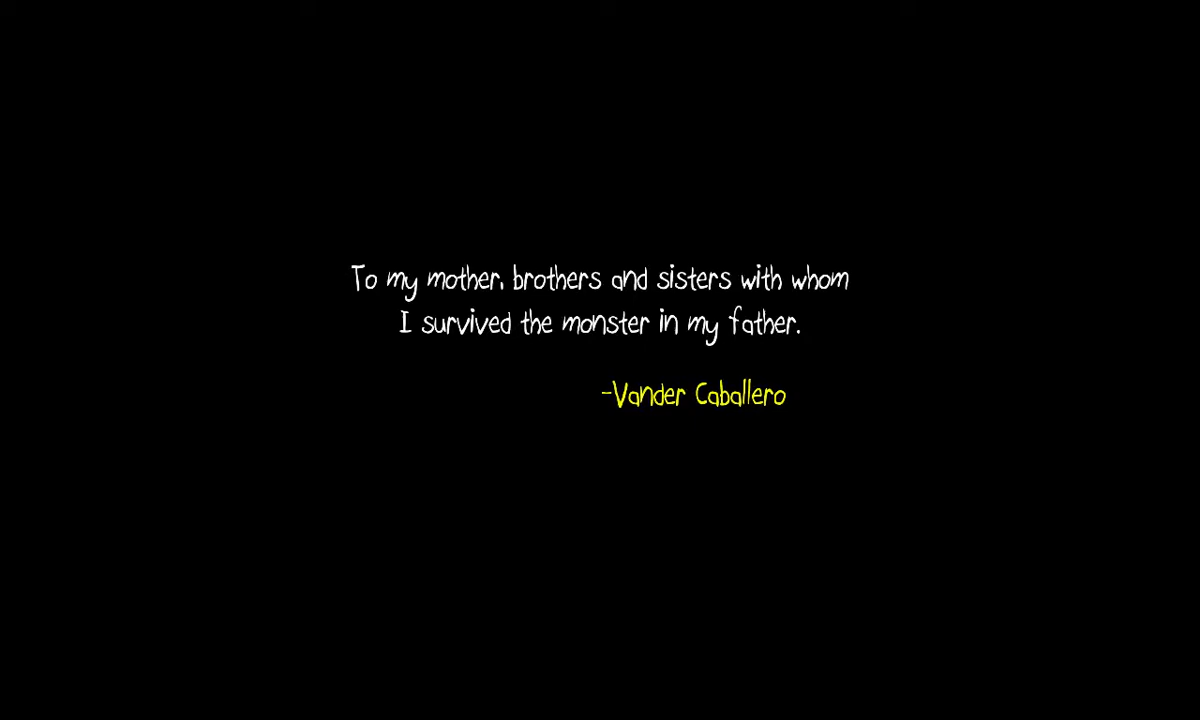 To my mother, brothers and sisters with whom
I survived the monster in my father.
-Vander Caballero